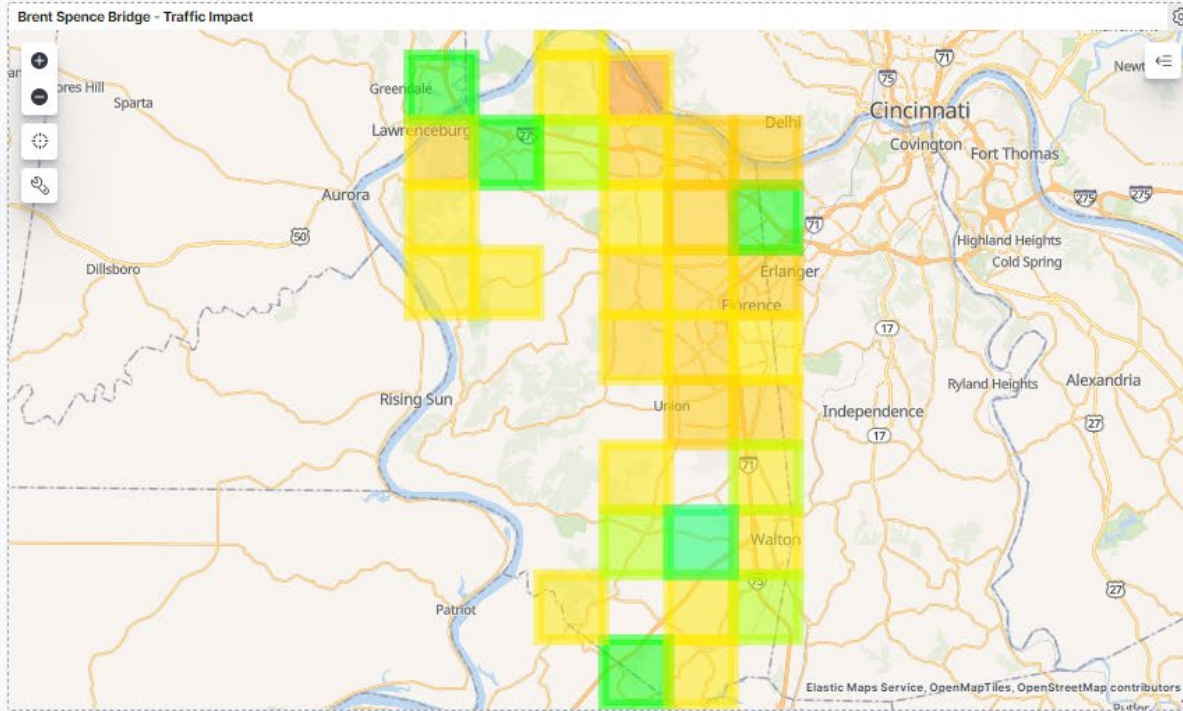 Brent Spence Bridge - Traffic Impact
71
75
Greendale
Sparta
Cincinnati
Lawrenceburg
Delhi
275
Covington
Fort Thomas
Aurora
275
275
71
50
Highland Heights
Cold Spring
Dillsboro
Erlanger
Florence
17
Rising Sun
Union
Ryland Heights
Alexandria
Independence
27
17
71
Walton
75
27
Patriot
Elastic Maps Service, OpenMapTiles, OpenStreetMap contributors